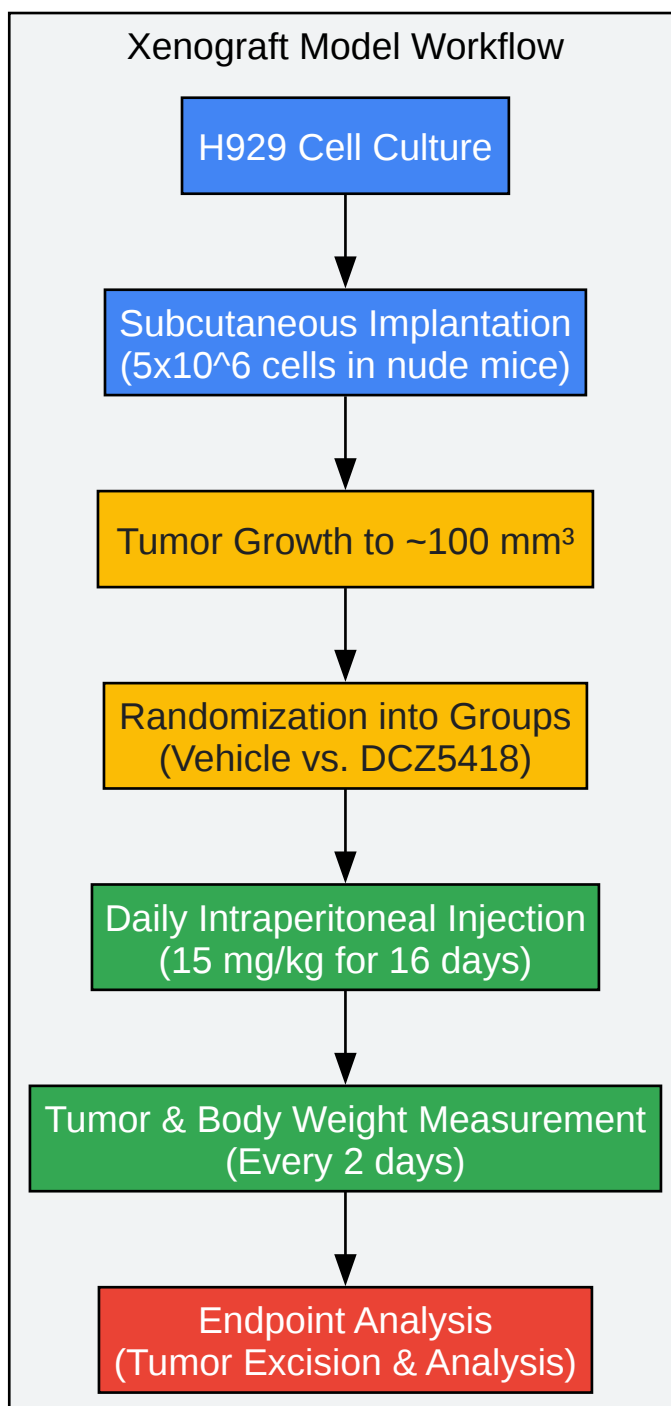 Xenograft Model Workflow
H929 Cell Culture
Subcutaneous Implantation
(5x10^6 cells in nude mice)
Tumor Growth to ~100 mm³
Randomization into Groups
(Vehicle vs. DCZ5418)
Daily Intraperitoneal Injection
(15 mg/kg for 16 days)
Tumor & Body Weight Measurement
(Every 2 days)
Endpoint Analysis
(Tumor Excision & Analysis)